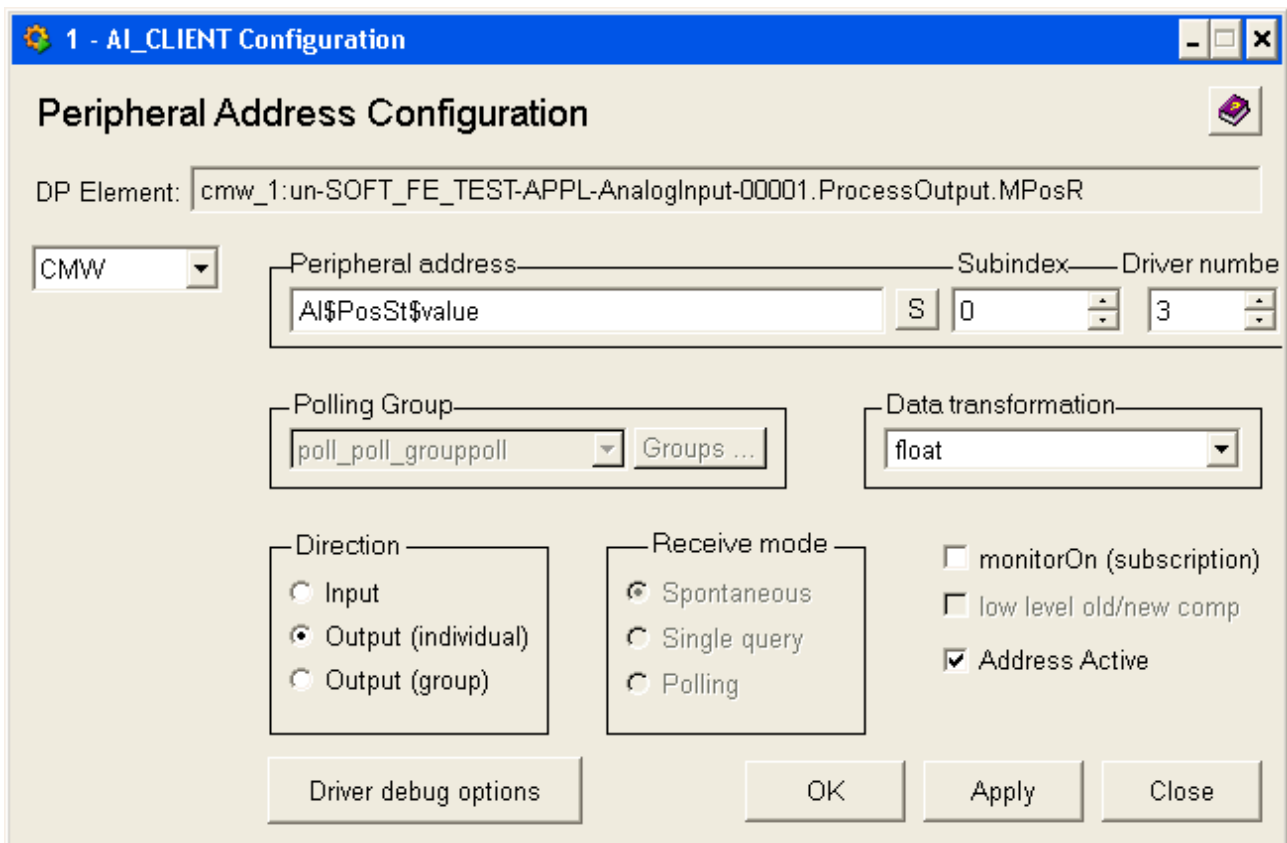 1 - AI_CLIENT Configuration
Peripheral Address Configuration
DP Element: cmw_1:un-SOFT_FE_TEST-APPL-AnalogInput-00001.ProcessOutput.MPosR
CMW
Peripheral address Subindex Driver numbe
AI$PosSt$value S 0 3
Polling Group Data transformation
poll_poll_grouppoll Groups ... float
Direction Receive mode
Input Spontaneous monitorOn (subscription)
Output (individual) Single query low level old/new comp
Output (group) Polling Address Active
Driver debug options OK Apply Close